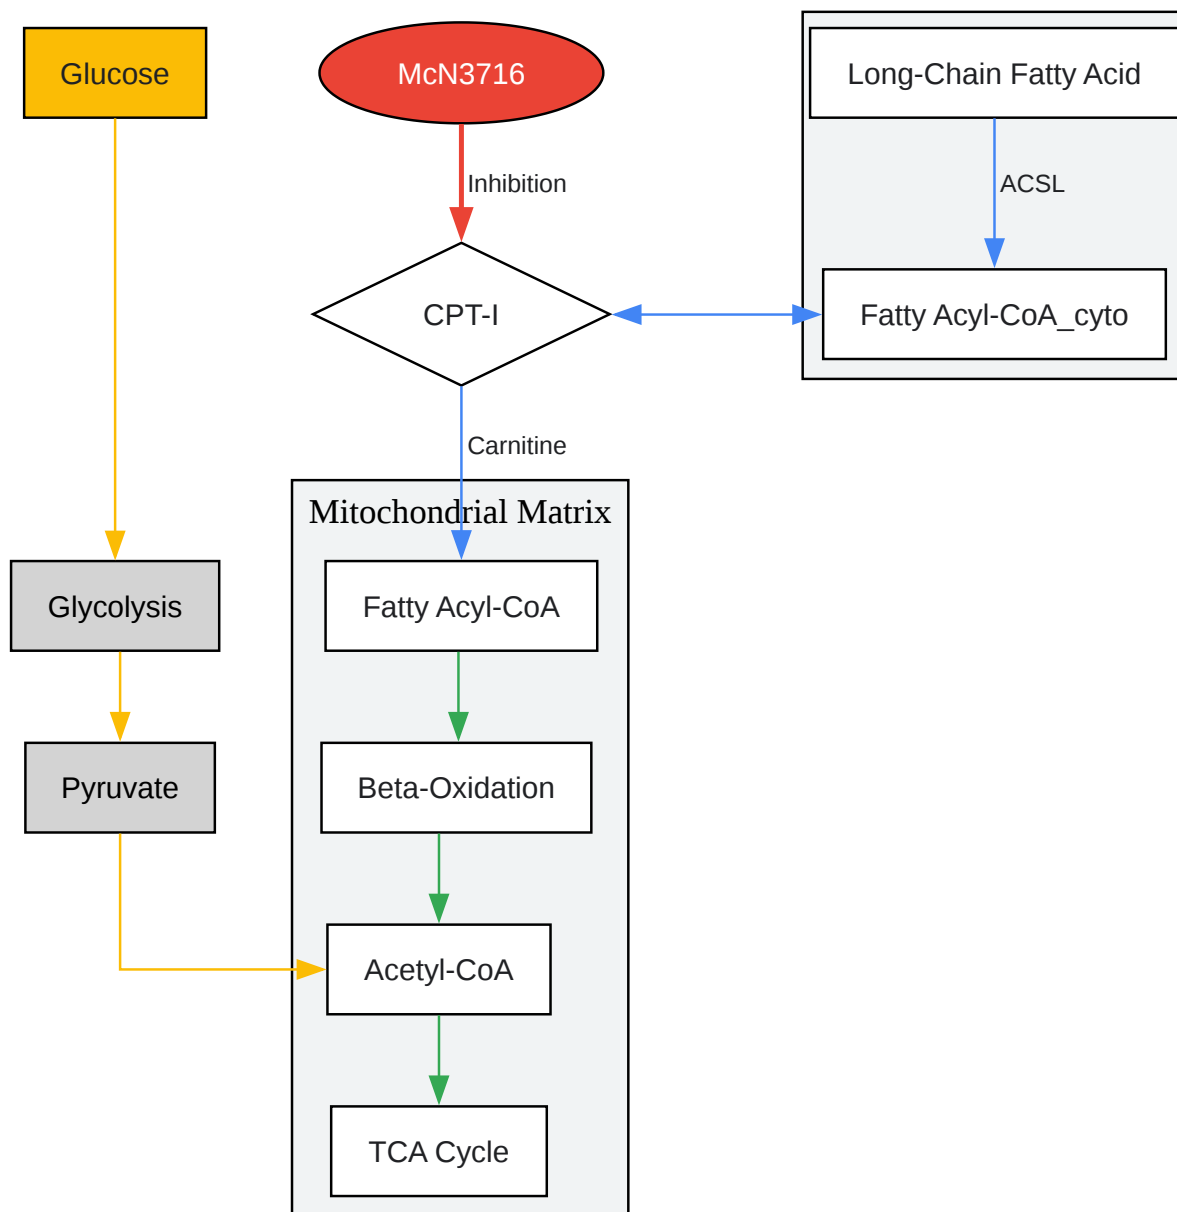 Glucose
McN3716
Long-Chain Fatty Acid
Inhibition
ACSL
CPT-I
Fatty Acyl-CoA_cyto
Carnitine
Mitochondrial Matrix
Glycolysis
Fatty Acyl-CoA
Pyruvate
Beta-Oxidation
Acetyl-CoA
TCA Cycle